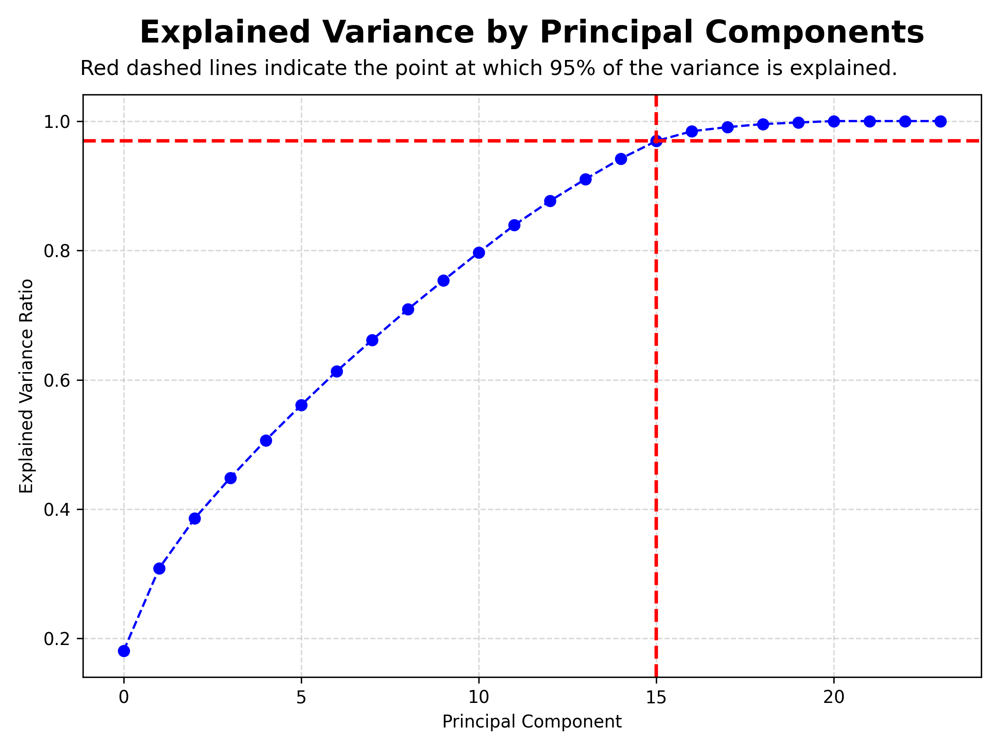 Explained Variance by Principal Components
Red dashed lines indicate the point at which 95% of the variance is explained.
1.0
0.8
0.6
0.4
0.2
Explained Variance Ratio
0 5 10 15 20
Principal Component